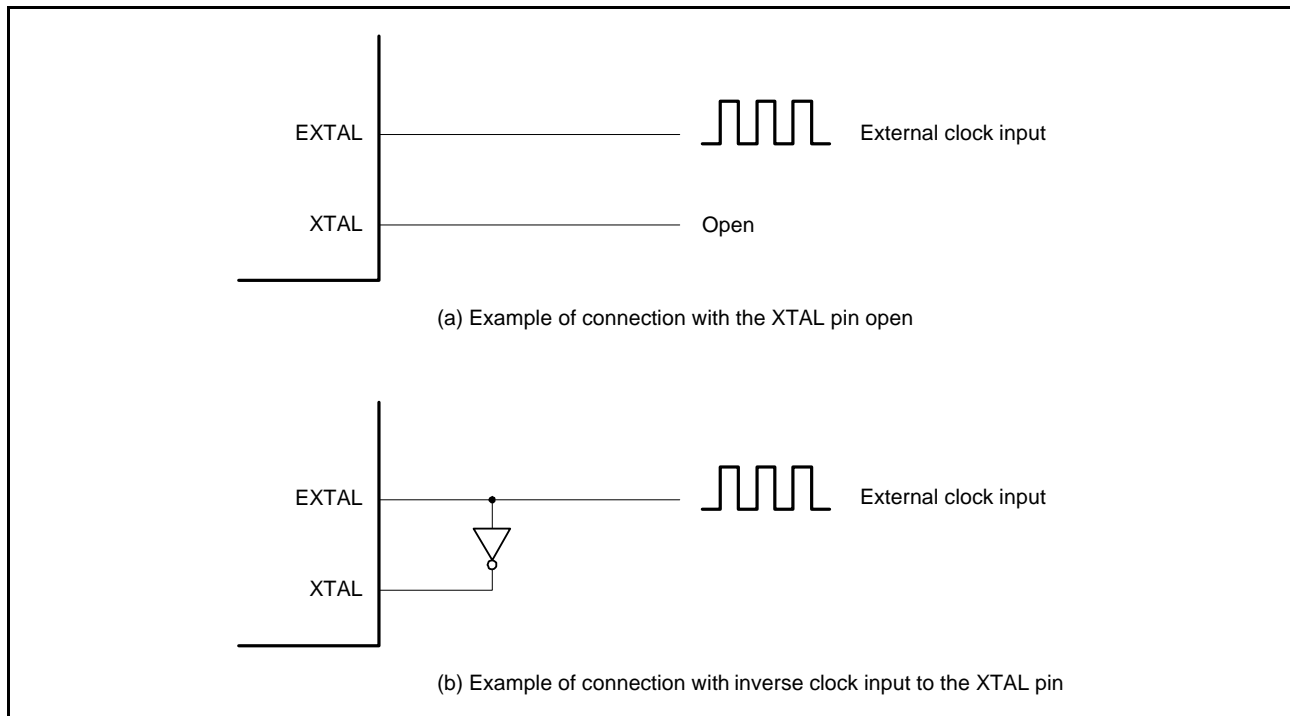 EXTAL
External clock input
XTAL
Open
(a) Example of connection with the XTAL pin open
EXTAL
External clock input
XTAL
(b) Example of connection with inverse clock input to the XTAL pin